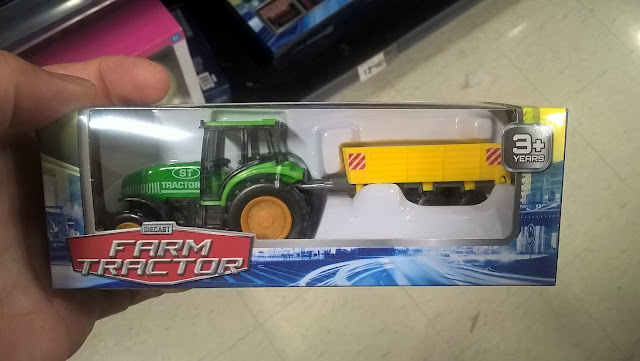 ST
TRACTOR
3+
YEARS
DIECAST
FARM
TRACTOR